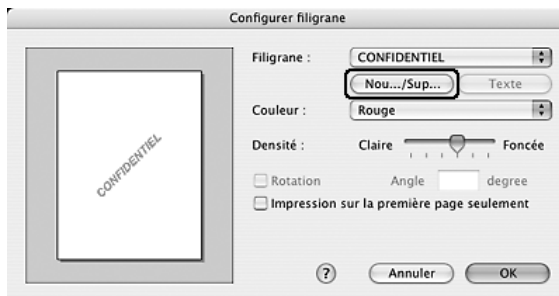 Configurer filigrane
CONFIDENTIEL
Filigrane : CONFIDENTIEL
Nou.../Sup... Texte
Couleur : Rouge
Densité : Claire Foncée
Rotation Angle degree
Impression sur la première page seulement
? Annuler OK